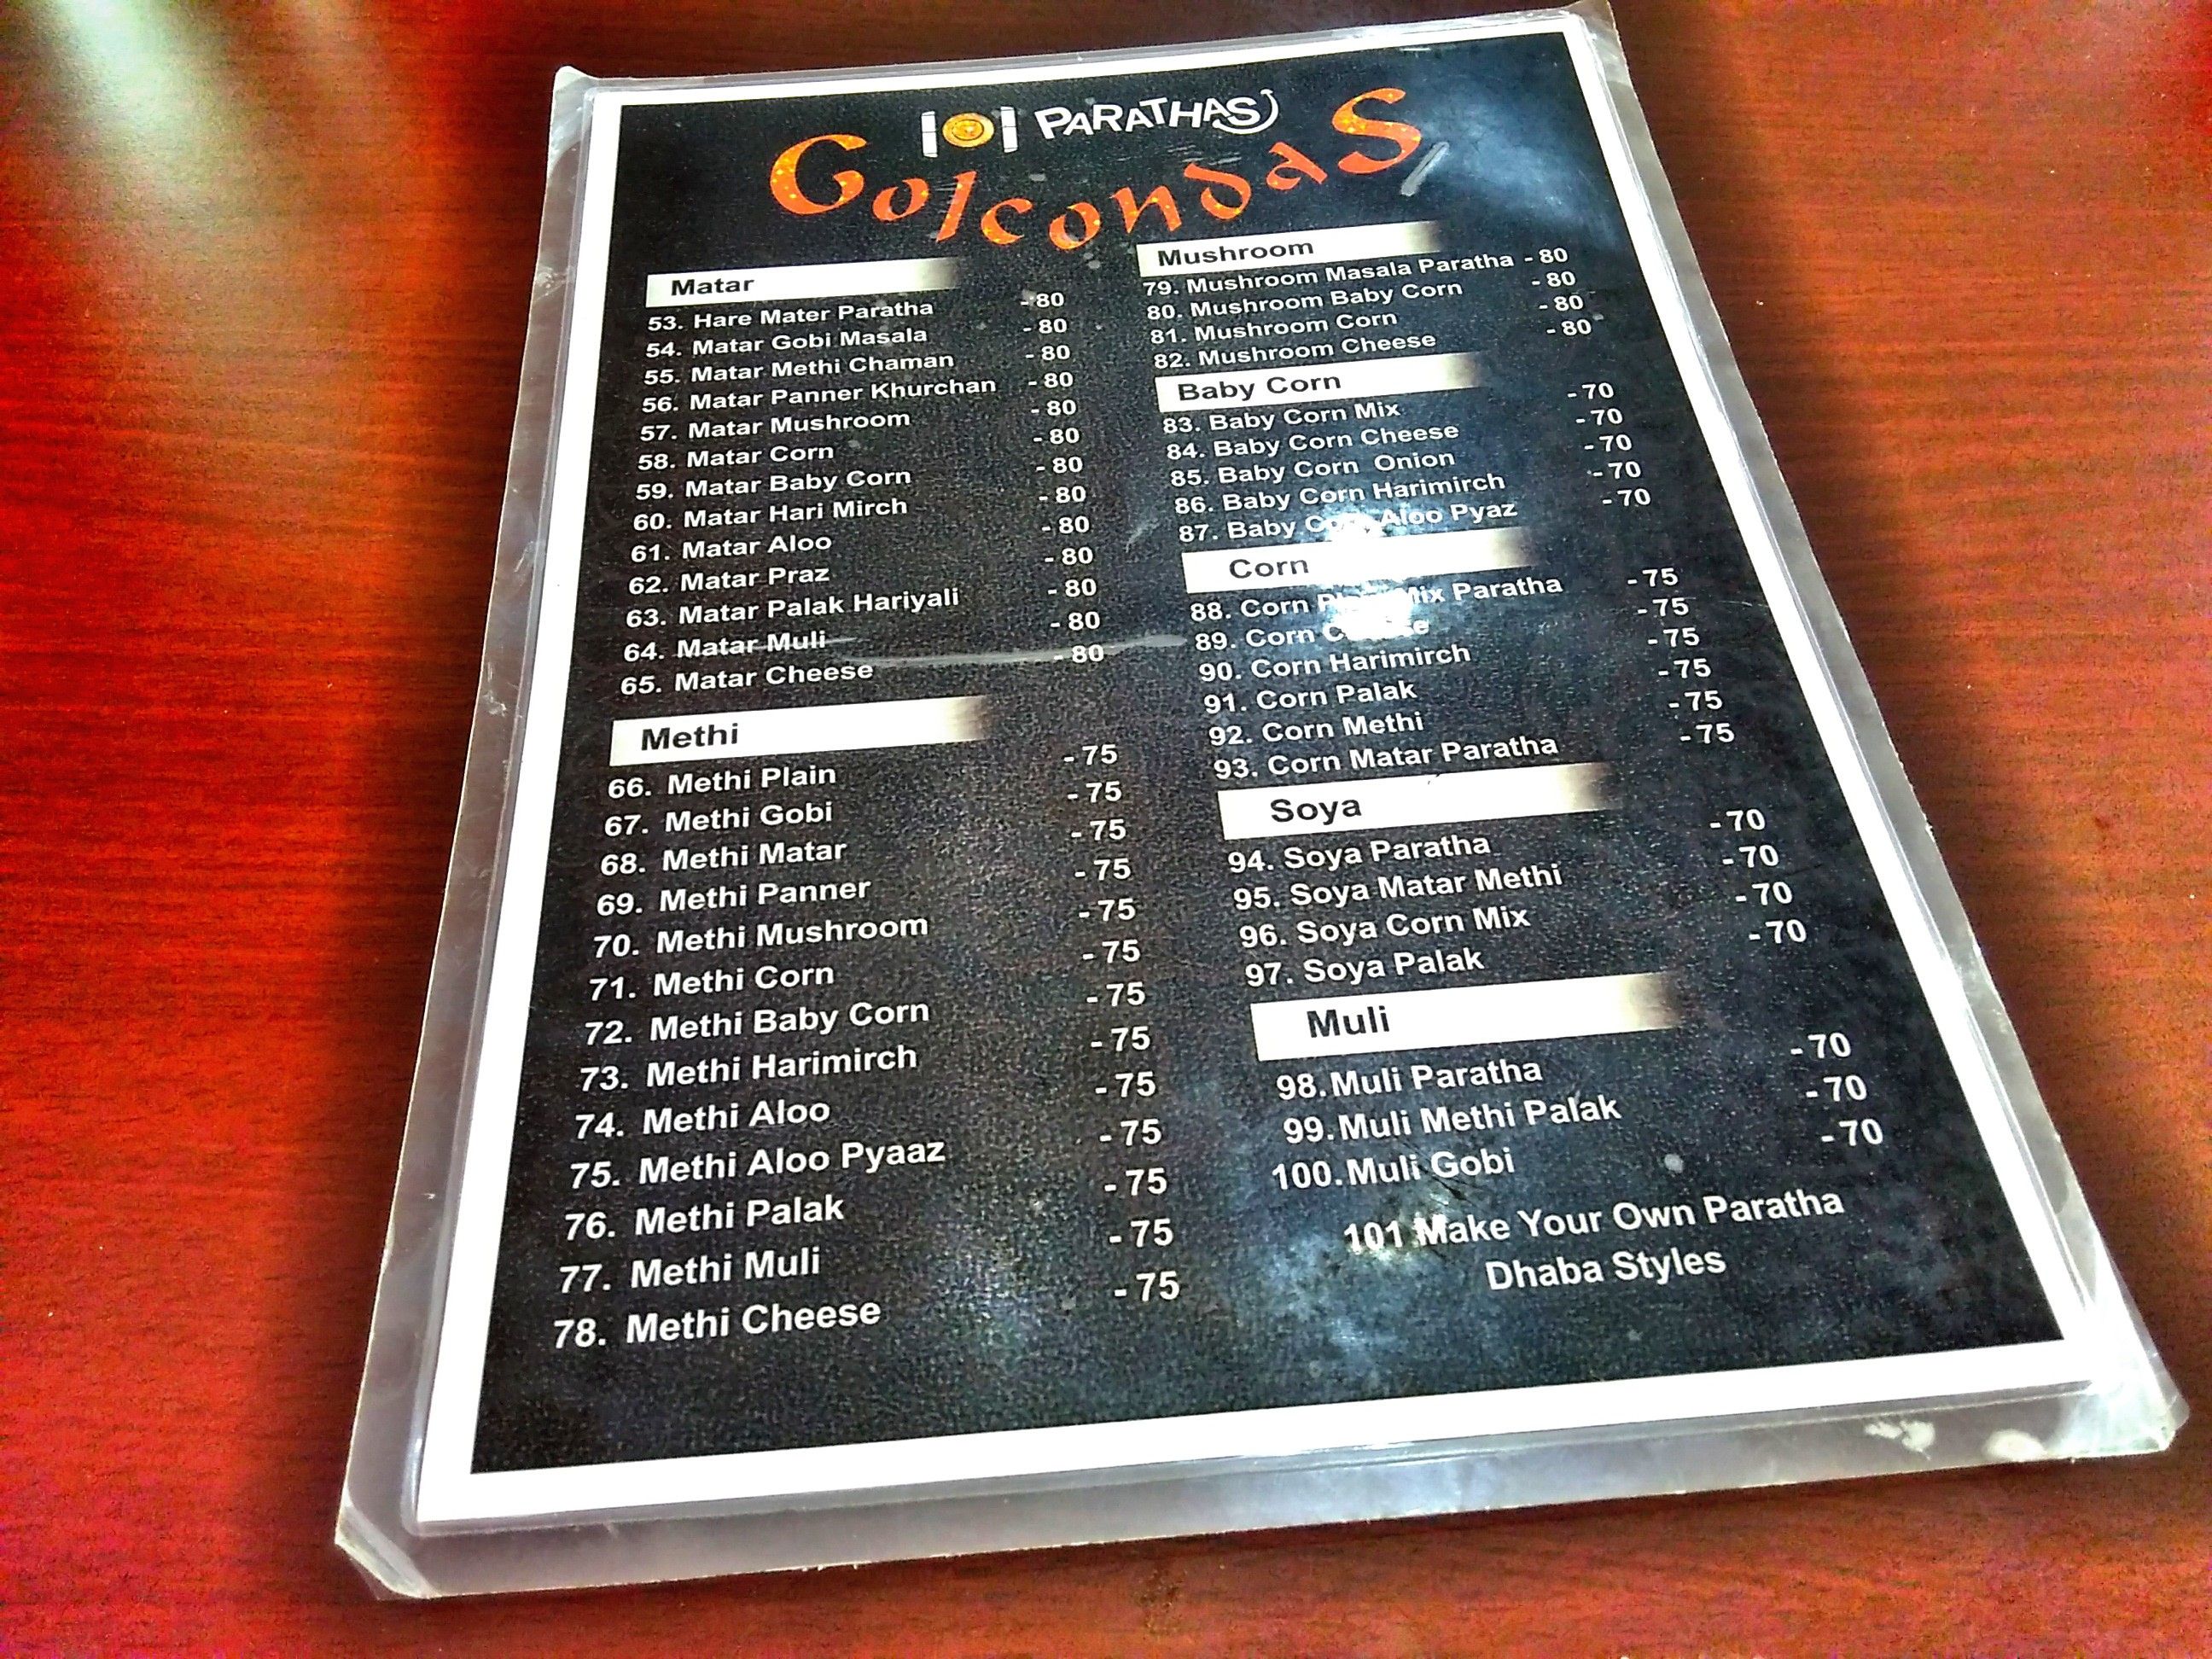 101 PARATHAS
GolcondaS
Matar
53. Hare Mater Paratha - 80
54. Matar Gobi Masala - 80
55. Matar Methi Chaman - 80
56. Matar Panner Khurchan - 80
57. Matar Mushroom - 80
58. Matar Corn - 80
59. Matar Baby Corn - 80
60. Matar Hari Mirch - 80
61. Matar Aloo - 80
62. Matar Praz - 80
63. Matar Palak Hariyali - 80
64. Matar Muli - 80
65. Matar Cheese - 80
Methi
66. Methi Plain - 75
67. Methi Gobi - 75
68. Methi Matar - 75
69. Methi Panner - 75
70. Methi Mushroom - 75
71. Methi Corn - 75
72. Methi Baby Corn - 75
73. Methi Harimirch - 75
74. Methi Aloo - 75
75. Methi Aloo Pyaaz - 75
76. Methi Palak - 75
77. Methi Muli - 75
78. Methi Cheese - 75
Mushroom
79. Mushroom Masala Paratha - 80
80. Mushroom Baby Corn - 80
81. Mushroom Corn - 80
82. Mushroom Cheese - 80
Baby Corn
83. Baby Corn Mix - 70
84. Baby Corn Cheese - 70
85. Baby Corn Onion - 70
86. Baby Corn Harimirch - 70
87. Baby Corn Aloo Pyaz - 70
Corn
88. Corn Mix Paratha - 75
89. Corn Cheese - 75
90. Corn Harimirch - 75
91. Corn Palak - 75
92. Corn Methi - 75
93. Corn Matar Paratha - 75
Soya
94. Soya Paratha - 70
95. Soya Matar Methi - 70
96. Soya Corn Mix - 70
97. Soya Palak - 70
Muli
98. Muli Paratha - 70
99. Muli Methi Palak - 70
100. Muli Gobi - 70
101 Make Your Own Paratha
Dhaba Styles